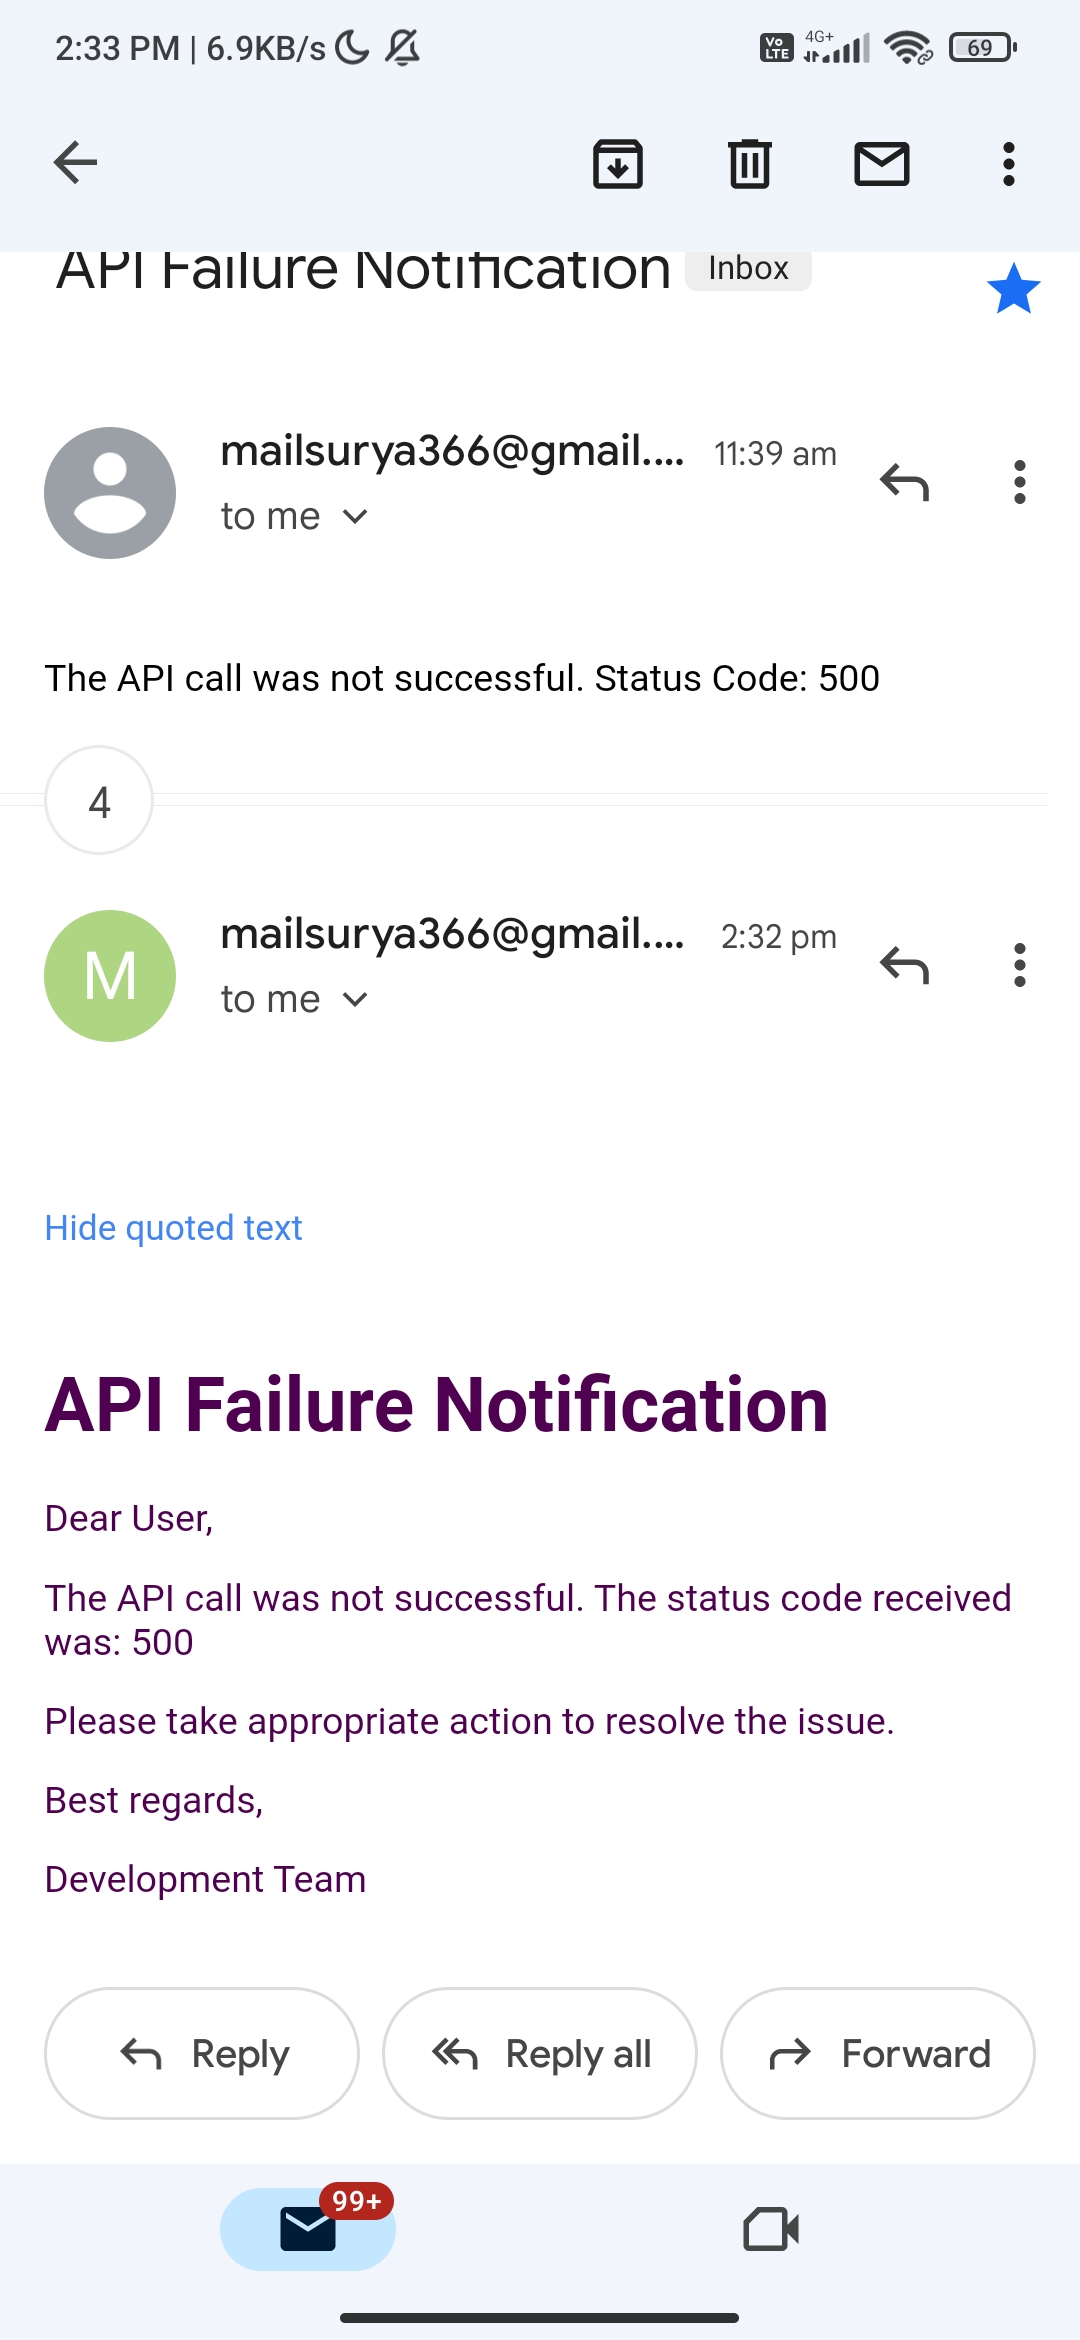 2:33 PM | 6.9KB/s Vo LTE 4G+ 69
API Failure Notification Inbox
mailsurya366@gmail.... 11:39 am
to me
The API call was not successful. Status Code: 500
4
M
mailsurya366@gmail.... 2:32 pm
to me
Hide quoted text
API Failure Notification
Dear User,
The API call was not successful. The status code received
was: 500
Please take appropriate action to resolve the issue.
Best regards,
Development Team
Reply Reply all Forward
99+